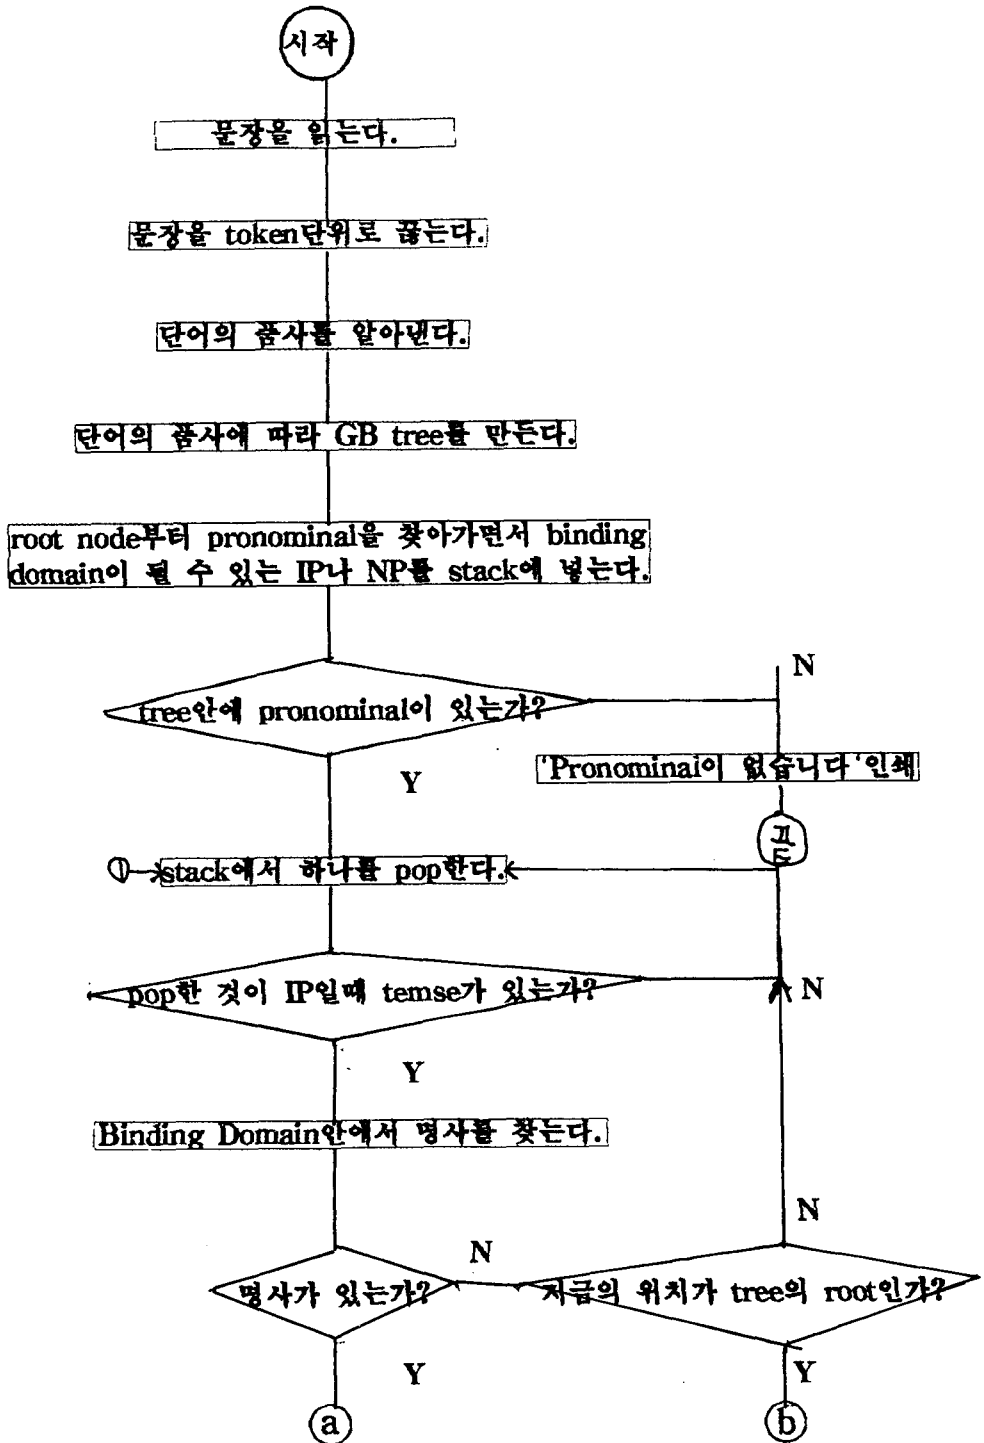 시작
문장을 읽는다.
문장을 token단위로 끊는다.
단어의 품사를 알아낸다.
단어의 품사에 따라 GB tree를 만든다.
root node부터 pronominal을 찾아가면서 binding
domain이 될 수 있는 IP나 NP를 stack에 넣는다.
N
tree안에 pronominal이 있는가?
'Pronominal이 없습니다'인쇄
Y
끝
① stack에서 하나를 pop한다.
pop한 것이 IP일때 temse가 있는가?
N
Y
Binding Domain안에서 명사를 찾는다.
N
N
명사가 있는가?
지금의 위치가 tree의 root인가?
Y
Y
ⓐ
ⓑ